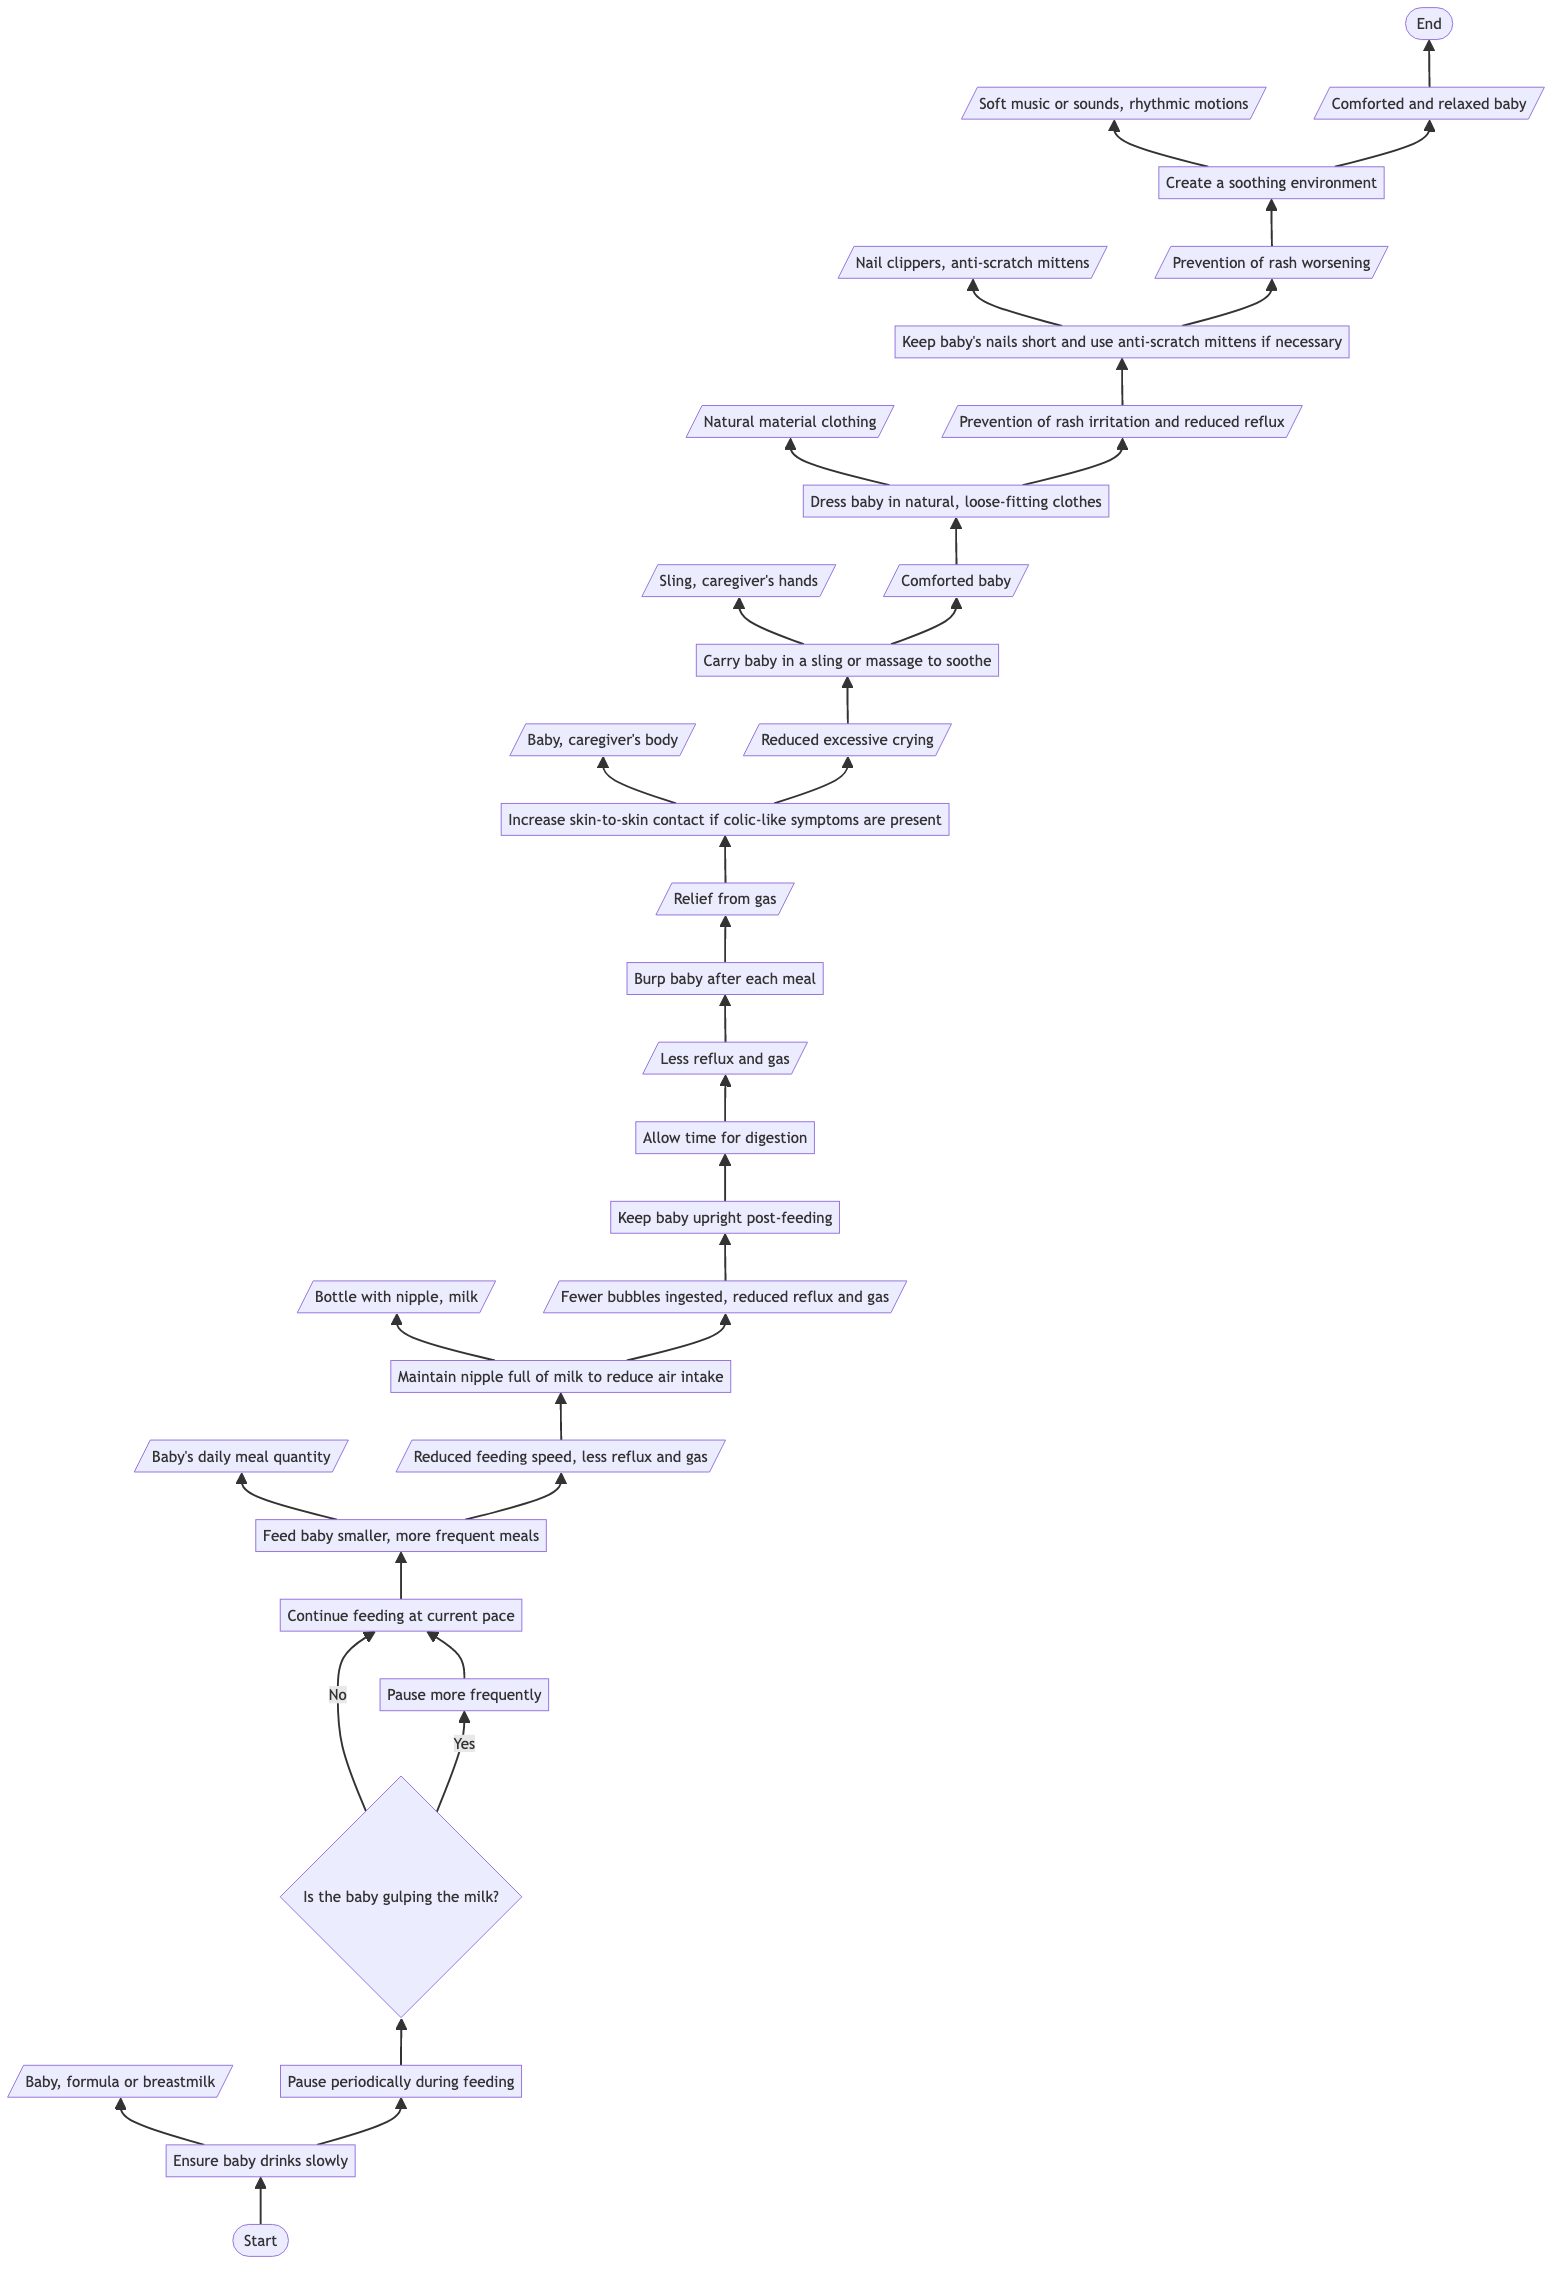 End
Soft music or sounds, rhythmic motions
Comforted and relaxed baby
Create a soothing environment
Nail clippers, anti-scratch mittens
Prevention of rash worsening
Keep baby's nails short and use anti-scratch mittens if necessary
Natural material clothing
Prevention of rash irritation and reduced reflux
Dress baby in natural, loose-fitting clothes
Sling, caregiver's hands
Comforted baby
Carry baby in a sling or massage to soothe
Baby, caregiver's body
Reduced excessive crying
Increase skin-to-skin contact if colic-like symptoms are present
Relief from gas
Burp baby after each meal
Less reflux and gas
Allow time for digestion
Keep baby upright post-feeding
Bottle with nipple, milk
Fewer bubbles ingested, reduced reflux and gas
Maintain nipple full of milk to reduce air intake
Baby's daily meal quantity
Reduced feeding speed, less reflux and gas
Feed baby smaller, more frequent meals
Continue feeding at current pace
No
Pause more frequently
Yes
Is the baby gulping the milk?
Baby, formula or breastmilk
Pause periodically during feeding
Ensure baby drinks slowly
Start